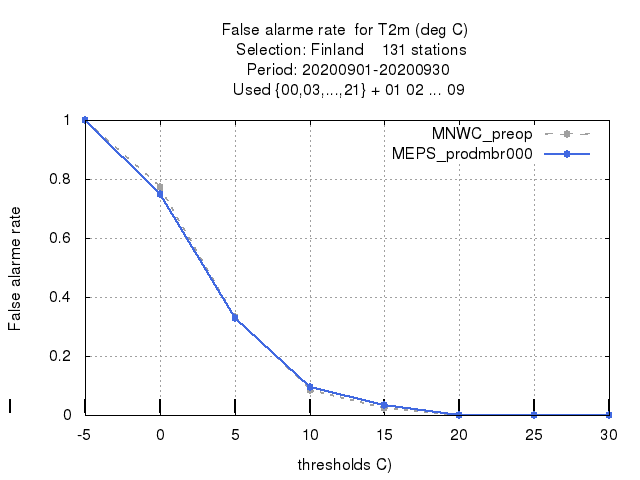 False alarme rate for T2m (deg C)
Selection: Finland 131 stations
Period: 20200901-20200930
Used {00,03,...,21} + 01 02 ... 09
MNWC_preop
MEPS_prodmbr000
1
0.8
0.6
0.4
0.2
0
False alarme rate
-5 0 5 10 15 20 25 30
thresholds C)